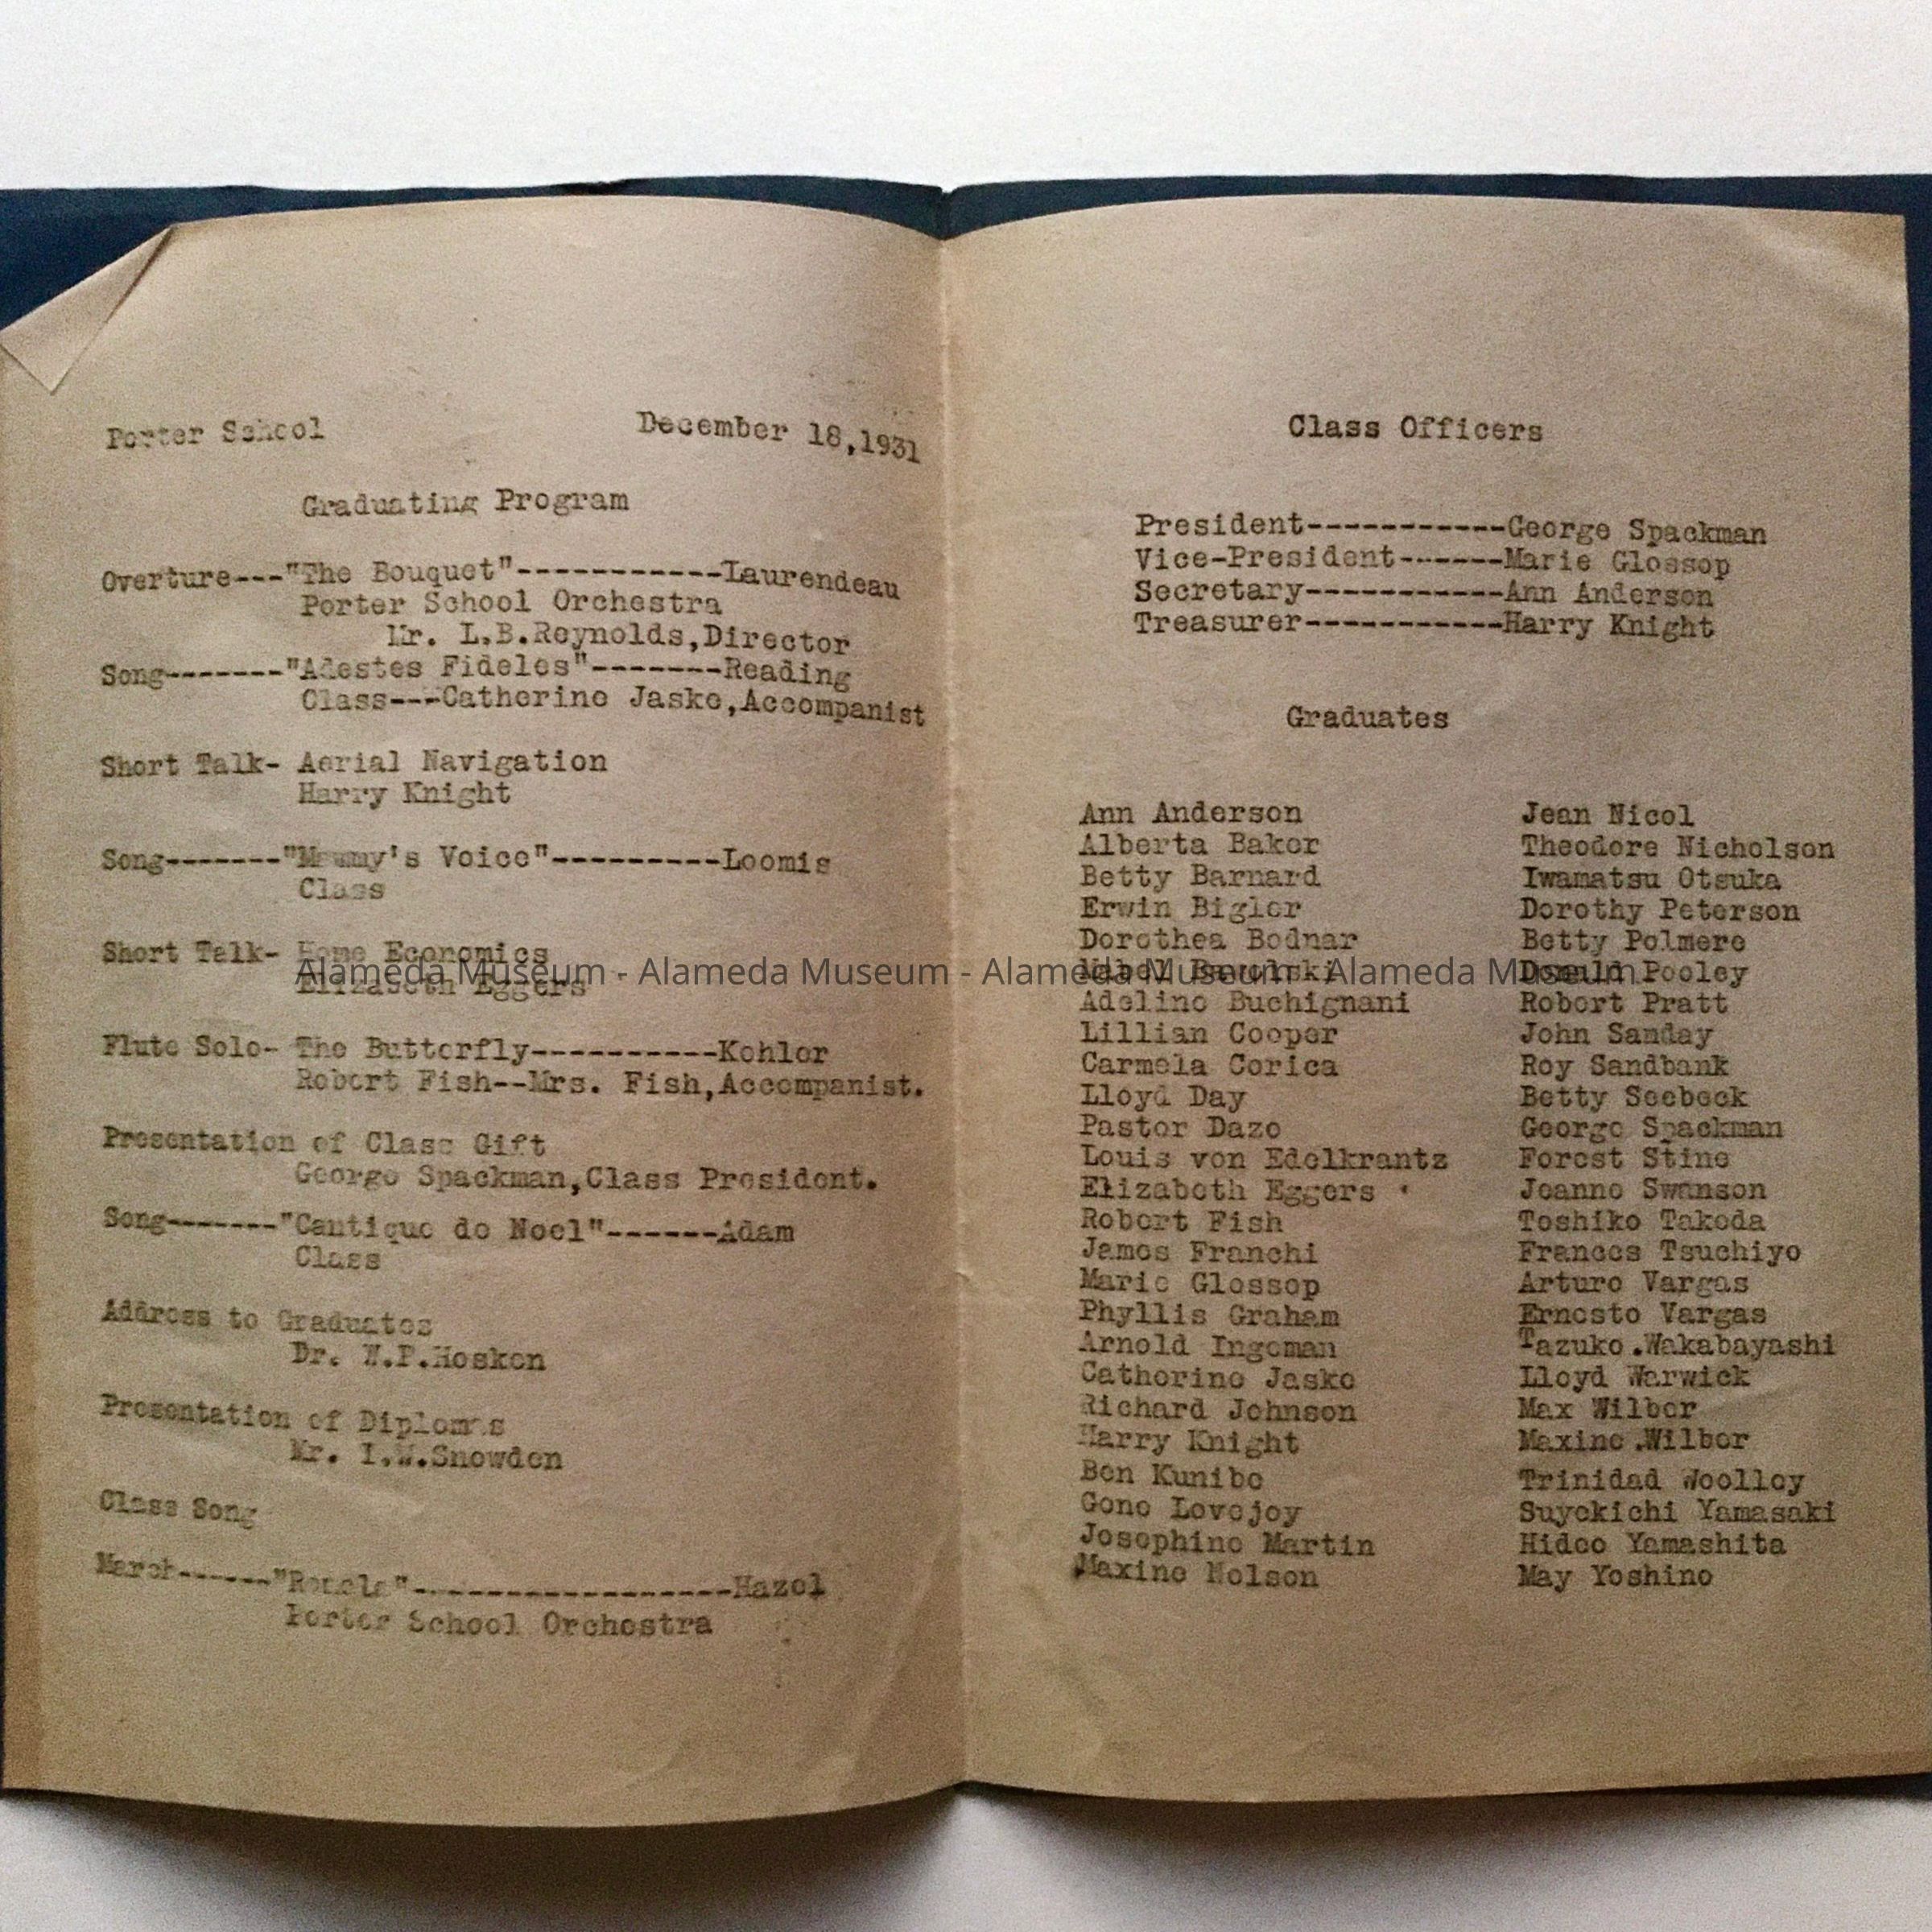 Porter School December 18,1931
Graduating Program
Overture---"The Bouquet"-----------Laurendeau
Porter School Orchestra
Mr. L.B.Reynolds,Director
Song-------"Adestes Fideles"-------Reading
Class---Catherine Jaske,Accompanist
Short Talk- Aerial Navigation
Harry Knight
Song-------"Mammy's Voice"---------Loomis
Class
Short Talk- Home Economics
Elizabeth Eggers
Flute Solo- The Butterfly----------Kohler
Robert Fish--Mrs. Fish,Accompanist.
Presentation of Class Gift
George Spackman,Class President.
Song-------"Cantique de Noel"------Adam
Class
Address to Graduates
Dr. W.P.Hosken
Presentation of Diplomas
Mr. I.W.Snowden
Class Song
March------ -----------------Hazel
Porter School Orchestra
Class Officers
President-----------George Spackman
Vice-President------Marie Glossop
Secretary-----------Ann Anderson
Treasurer-----------Harry Knight
Graduates
Ann Anderson
Alberta Baker
Betty Barnard
Erwin Bigler
Dorothea Bodnar
Mabel
Adeline Buchignani
Lillian Cooper
Carmela Corica
Lloyd Day
Pastor Dazo
Louis von Edelkrantz
Elizabeth Eggers
Robert Fish
James Franchi
Marie Glossop
Phyllis Graham
Arnold Ingeman
Catherine Jaske
Richard Johnson
Harry Knight
Ben Kunibe
Gene Lovejoy
Josephine Martin
Maxine Nelson
Jean Nicol
Theodore Nicholson
Iwamatsu Otsuka
Dorothy Peterson
Betty Polmere
Donald Pooley
Robert Pratt
John Sanday
Roy Sandbank
Betty Seebeck
George Spackman
Forest Stine
Jeanne Swanson
Toshiko Takeda
Frances Tsuchiyo
Arturo Vargas
Ernesto Vargas
Tazuko.Wakabayashi
Lloyd Warwick
Max Wilber
Maxine.Wilber
Trinidad Woolley
Suyekichi Yamasaki
Hideo Yamashita
May Yoshino
Alameda Museum - Alameda Museum - Alameda Museum - Alameda Museum